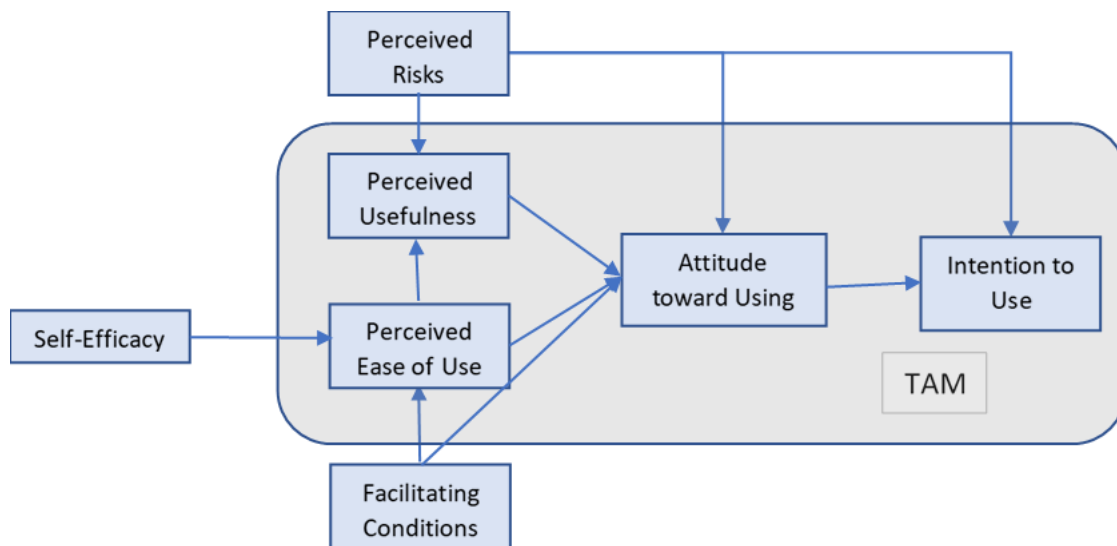 Perceived
Risks
Perceived
Usefulness
Attitude
toward Using
Intention to
Use
Self-Efficacy
Perceived
Ease of Use
TAM
Facilitating
Conditions